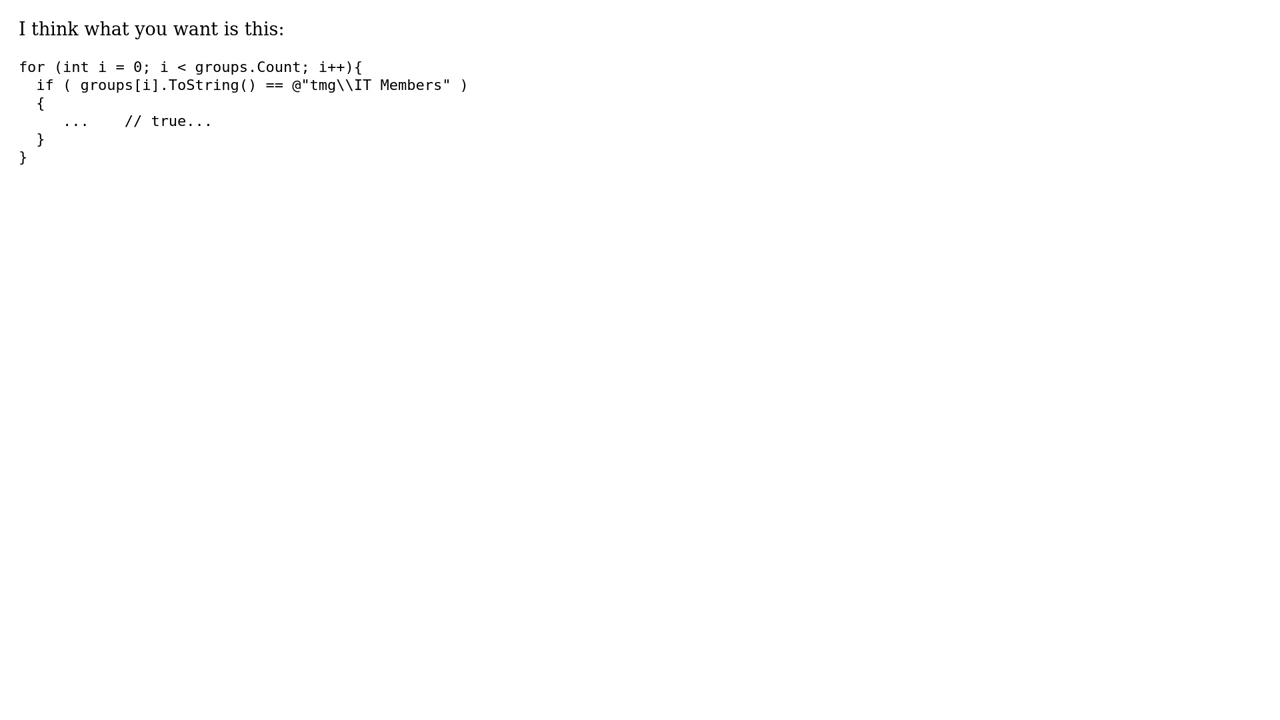 I think what you want is this:
for (int i = 0; i < groups.Count; i++){
  if ( groups[i].ToString() == @"tmg\\IT Members" )
  {
     ...    // true...
  }
}